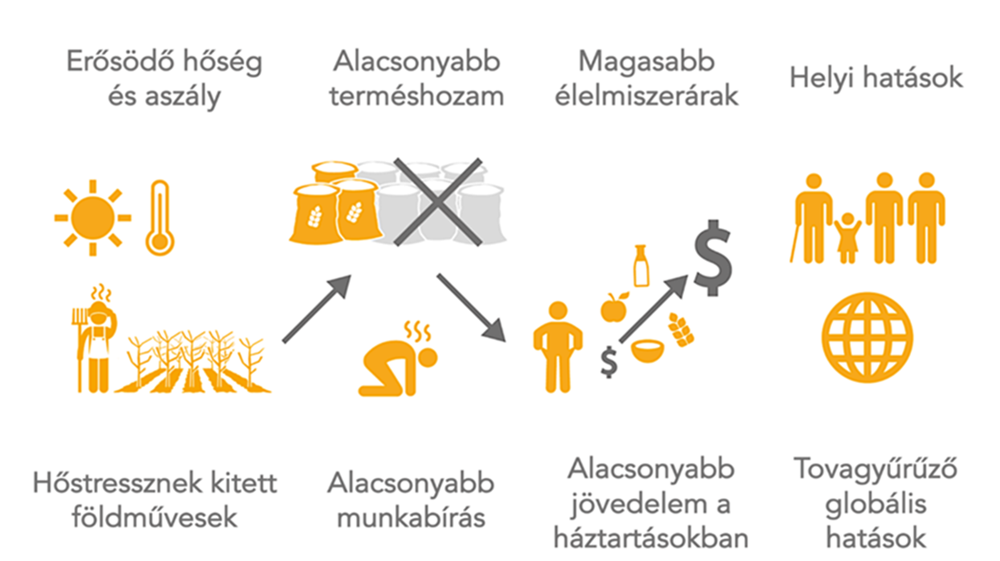 Erősödő hőség
és aszály
Alacsonyabb
terméshozam
Magasabb
élelmiszerárak
Helyi hatások
$
$
Hőstressznek kitett
földművesek
Alacsonyabb
munkabírás
Alacsonyabb
jövedelem a
háztartásokban
Tovagyűrűző
globális
hatások